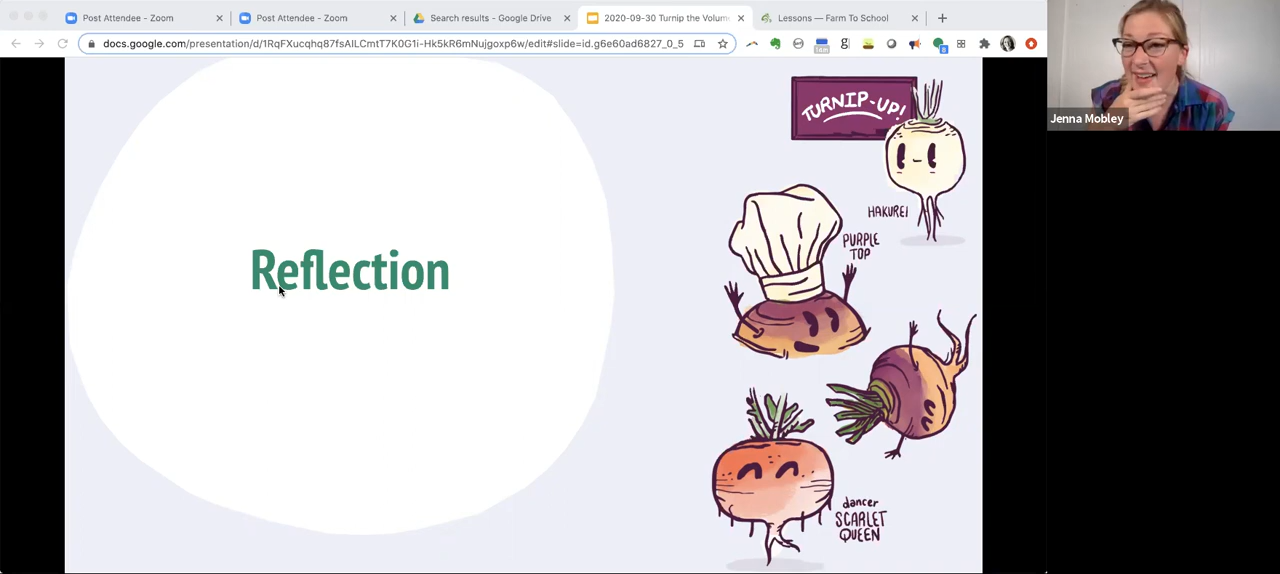 Post Attendee - Zoom
Post Attendee - Zoom
Search results - Google Drive
2020-09-30 Turnip the Volum
Lessons — Farm To School
docs.google.com/presentation/d/1RqFXucqhq87fsAILCmtT7K0G1i-Hk5kR6mNujgoxp6w/edit#slide=id.g6e60ad6827_0_5
Jenna Mobley
TURNIP-UP!
HAKUREI
PURPLE
TOP
Reflection
dancer
SCARLET
QUEEN